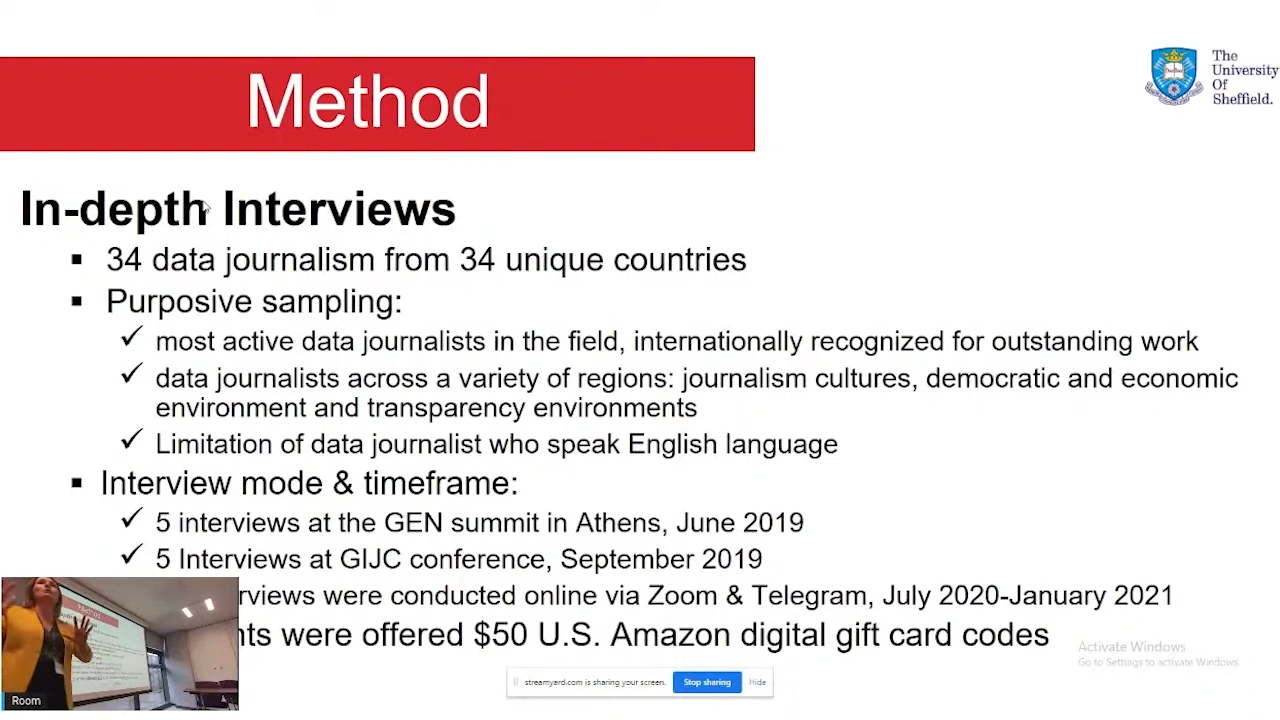 Method
The
University
Of
Sheffield.
In-depth Interviews
34 data journalism from 34 unique countries
Purposive sampling:
most active data journalists in the field, internationally recognized for outstanding work
data journalists across a variety of regions: journalism cultures, democratic and economic
environment and transparency environments
Limitation of data journalist who speak English language
Interview mode & timeframe:
5 interviews at the GEN summit in Athens, June 2019
5 Interviews at GIJC conference, September 2019
rviews were conducted online via Zoom & Telegram, July 2020-January 2021
nts were offered $50 U.S. Amazon digital gift card codes
Activate Windows
Go to Settings to activate Windows.
streamyard.com is sharing your screen.
Stop sharing
Hide
Method
Room